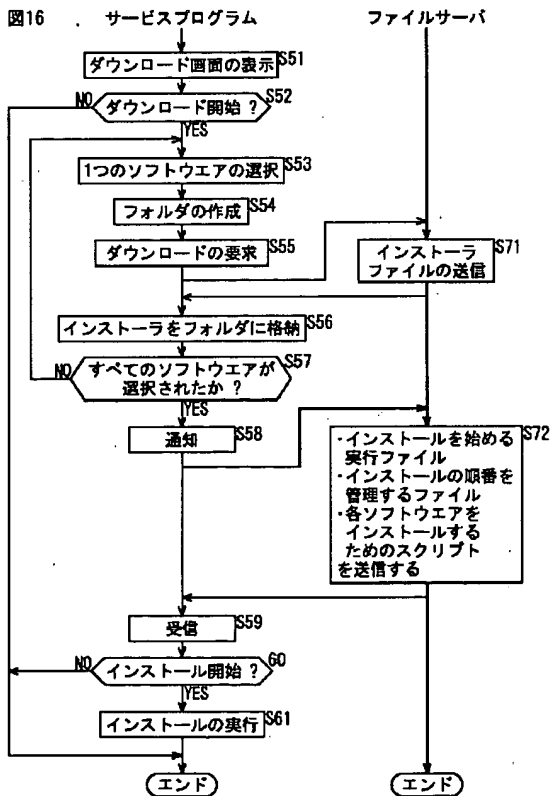 図16
サービスプログラム
ファイルサーバ
ダウンロード画面の表示
S51
NO
ダウンロード開始？
S52
YES
1つのソフトウエアの選択
S53
フォルダの作成
S54
ダウンロードの要求
S55
インストーラ
ファイルの送信
S71
インストーラをフォルダに格納
S56
NO
すべてのソフトウエアが
選択されたか？
S57
YES
通知
S58
・インストールを始める
実行ファイル
・インストールの順番を
管理するファイル
・各ソフトウエアを
インストールする
ためのスクリプト
を送信する
S72
受信
S59
NO
インストール開始？
60
YES
インストールの実行
S61
エンド
エンド